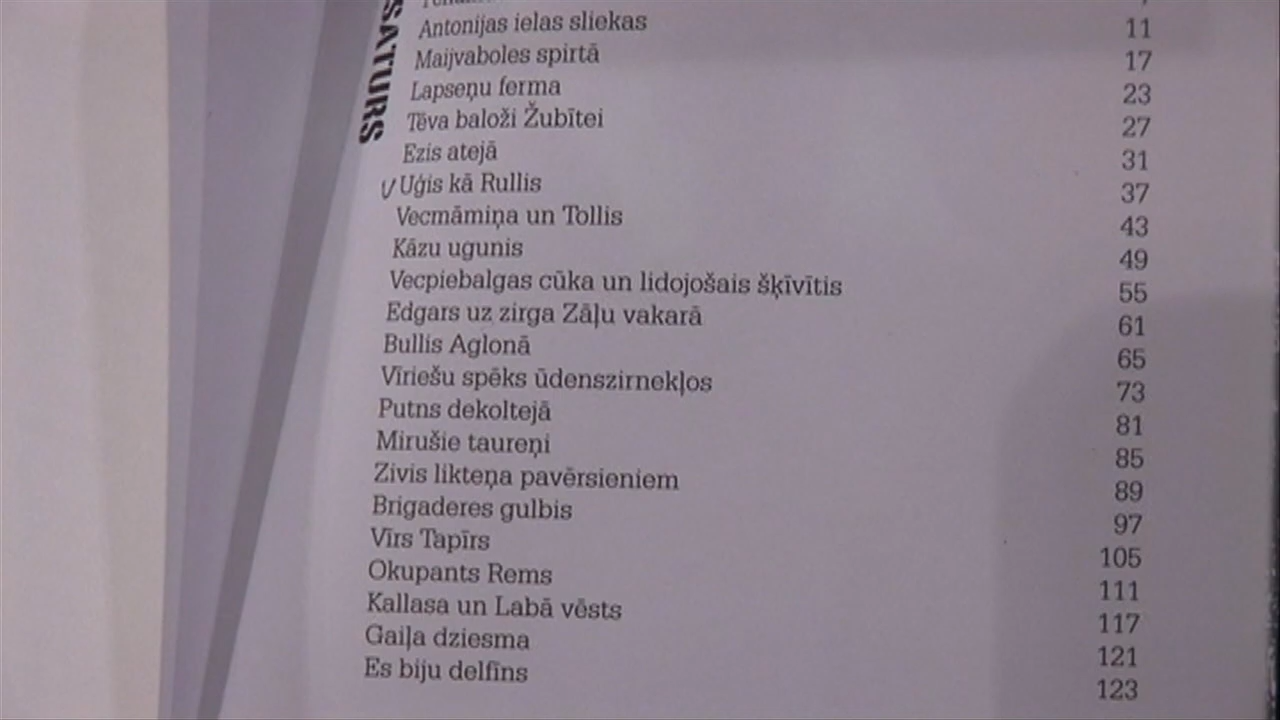 SATURS
Antonijas ielas sliekas 11
Maijvaboles spirtā 17
Lapseņu ferma 23
Tēva baloži Žubītei 27
Ezis atejā 31
Uģis kā Rullis 37
Vecmāmiņa un Tollis 43
Kāzu ugunis 49
Vecpiebalgas cūka un lidojošais šķīvītis 55
Edgars uz zirga Zāļu vakarā 61
Bullis Aglonā 65
Vīriešu spēks ūdenszirnekļos 73
Putns dekoltejā 81
Mirušie taureņi 85
Zivis likteņa pavērsieniem 89
Brigaderes gulbis 97
Vīrs Tapīrs 105
Okupants Rems 111
Kallasa un Labā vēsts 117
Gaiļa dziesma 121
Es biju delfīns 123